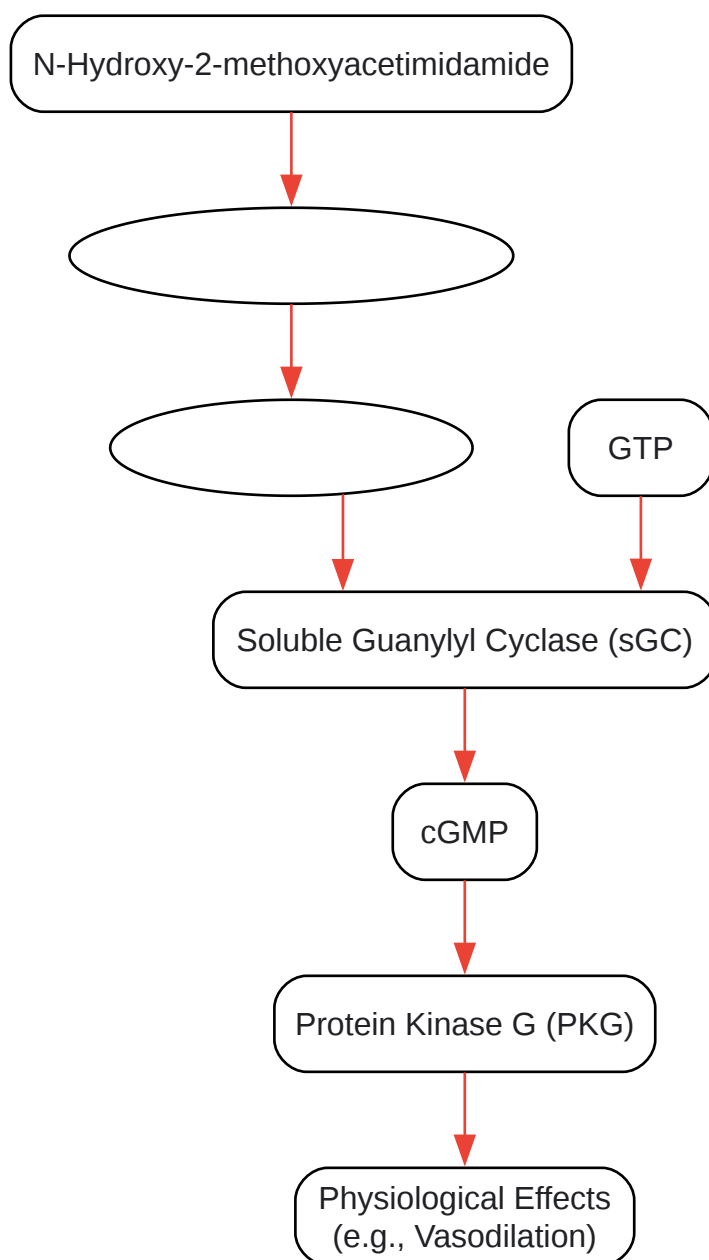 N-Hydroxy-2-methoxyacetimidamide
GTP
Soluble Guanylyl Cyclase (sGC)
cGMP
Protein Kinase G (PKG)
Physiological Effects
(e.g., Vasodilation)